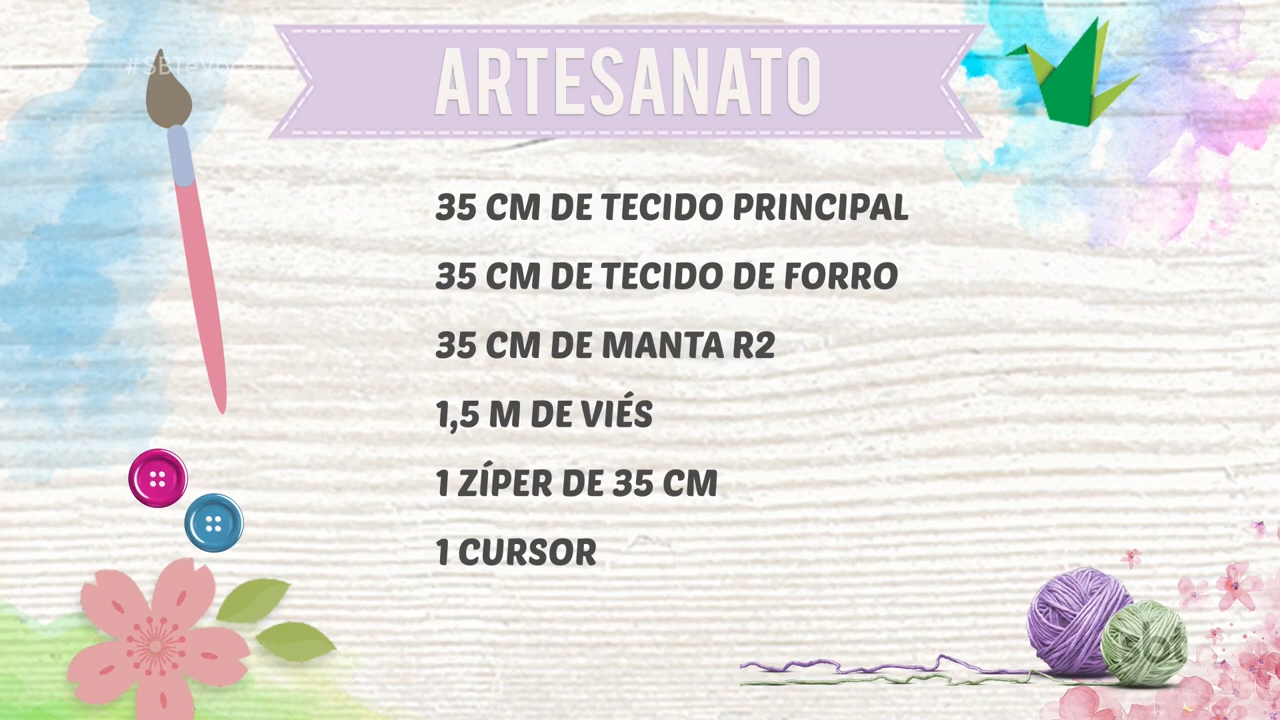 #SBTeVocê
ARTESANATO
35 CM DE TECIDO PRINCIPAL
35 CM DE TECIDO DE FORRO
35 CM DE MANTA R2
1,5 M DE VIÉS
1 ZÍPER DE 35 CM
1 CURSOR